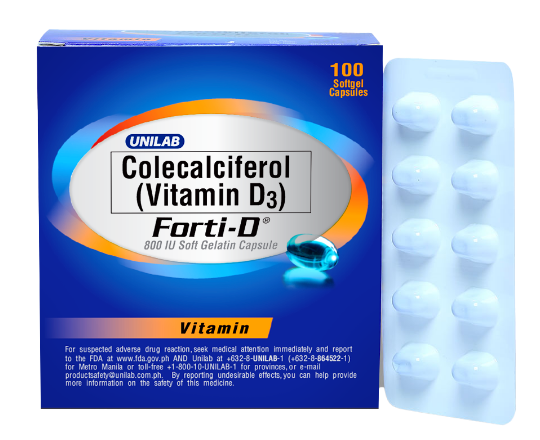 100
Softgel
Capsules
UNILAB
Colecalciferol
(Vitamin D3)
Forti-D®
800 IU Soft Gelatin Capsule
Vitamin
For suspected adverse drug reaction, seek medical attention immediately and report
to the FDA at www.fda.gov.ph AND Unilab at +632-8-UNILAB-1 (+632-8-864522-1)
for Metro Manila or toll-free +1-800-10-UNILAB-1 for provinces, or e-mail
productsafety@unilab.com.ph. By reporting undesirable effects, you can help provide
more information on the safety of this medicine.